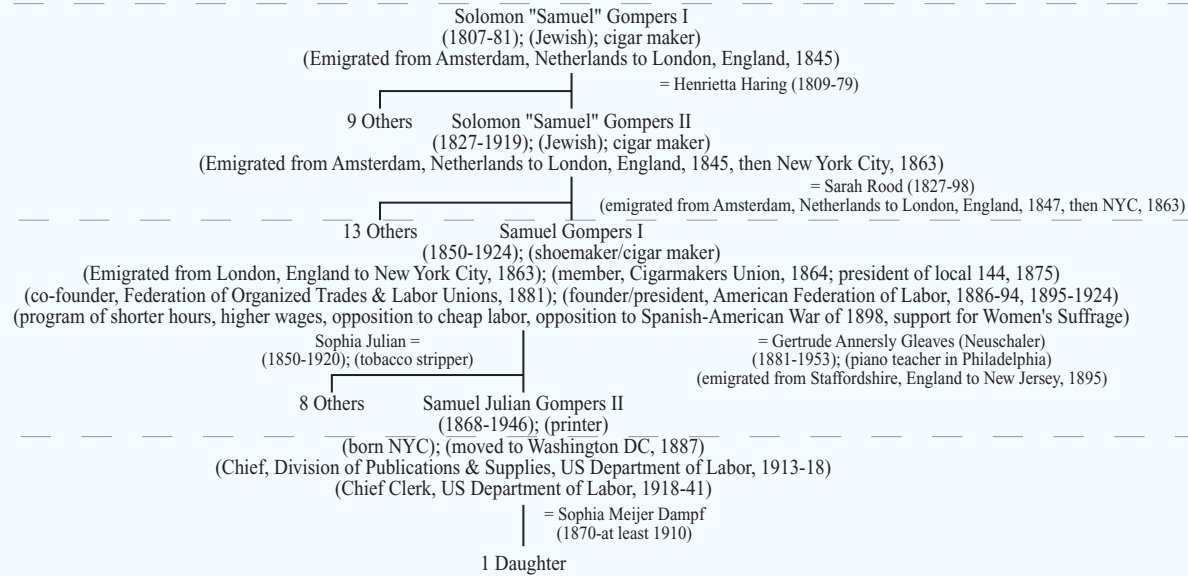 Solomon "Samuel" Gompers I
(1807-81); (Jewish); cigar maker)
(Emigrated from Amsterdam, Netherlands to London, England, 1845)
= Henrietta Haring (1809-79)
9 Others Solomon "Samuel" Gompers II
(1827-1919); (Jewish); cigar maker)
(Emigrated from Amsterdam, Netherlands to London, England, 1845, then New York City, 1863)
= Sarah Rood (1827-98)
(emigrated from Amsterdam, Netherlands to London, England, 1847, then NYC, 1863)
13 Others Samuel Gompers I
(1850-1924); (shoemaker/cigar maker)
(Emigrated from London, England to New York City, 1863); (member, Cigarmakers Union, 1864; president of local 144, 1875)
(co-founder, Federation of Organized Trades & Labor Unions, 1881); (founder/president, American Federation of Labor, 1886-94, 1895-1924)
(program of shorter hours, higher wages, opposition to cheap labor, opposition to Spanish-American War of 1898, support for Women's Suffrage)
Sophia Julian =
(1850-1920); (tobacco stripper)
= Gertrude Annersly Gleaves (Neuschaler)
(1881-1953); (piano teacher in Philadelphia)
(emigrated from Staffordshire, England to New Jersey, 1895)
8 Others Samuel Julian Gompers II
(1868-1946); (printer)
(born NYC); (moved to Washington DC, 1887)
(Chief, Division of Publications & Supplies, US Department of Labor, 1913-18)
(Chief Clerk, US Department of Labor, 1918-41)
= Sophia Meijer Dampf
(1870-at least 1910)
1 Daughter